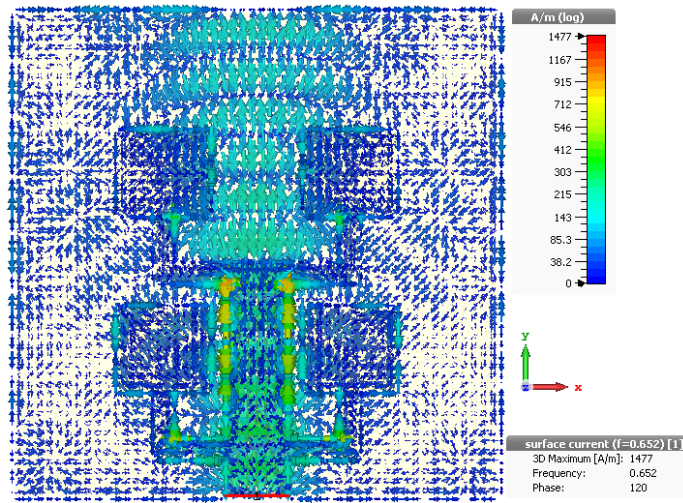 A/m (log)
1477
1167
915
712
546
412
303
215
143
85.3
38.2
0
y
z
x
surface current (f=0.652) [1]
3D Maximum [A/m]: 1477
Frequency: 0.652
Phase: 120